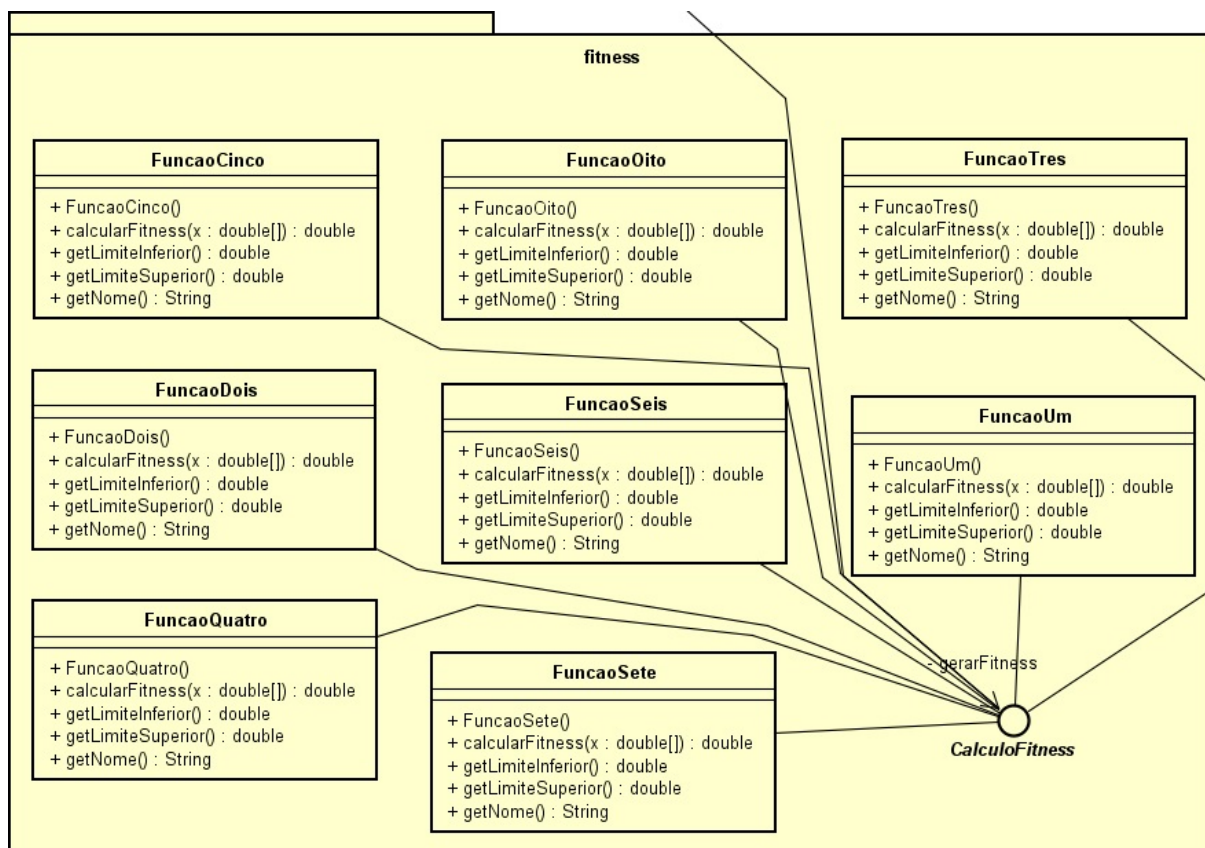 fitness
FuncaoCinco
+ FuncaoCinco()
+ calcularFitness(x : double[]) : double
+ getLimiteInferior() : double
+ getLimiteSuperior() : double
+ getNome() : String
FuncaoOito
+ FuncaoOito()
+ calcularFitness(x : double[]) : double
+ getLimiteInferior() : double
+ getLimiteSuperior() : double
+ getNome() : String
FuncaoTres
+ FuncaoTres()
+ calcularFitness(x : double[]) : double
+ getLimiteInferior() : double
+ getLimiteSuperior() : double
+ getNome() : String
FuncaoDois
+ FuncaoDois()
+ calcularFitness(x : double[]) : double
+ getLimiteInferior() : double
+ getLimiteSuperior() : double
+ getNome() : String
FuncaoSeis
+ FuncaoSeis()
+ calcularFitness(x : double[]) : double
+ getLimiteInferior() : double
+ getLimiteSuperior() : double
+ getNome() : String
FuncaoUm
+ FuncaoUm()
+ calcularFitness(x : double[]) : double
+ getLimiteInferior() : double
+ getLimiteSuperior() : double
+ getNome() : String
FuncaoQuatro
+ FuncaoQuatro()
+ calcularFitness(x : double[]) : double
+ getLimiteInferior() : double
+ getLimiteSuperior() : double
+ getNome() : String
FuncaoSete
+ FuncaoSete()
+ calcularFitness(x : double[]) : double
+ getLimiteInferior() : double
+ getLimiteSuperior() : double
+ getNome() : String
- gerarFitness
CalculoFitness